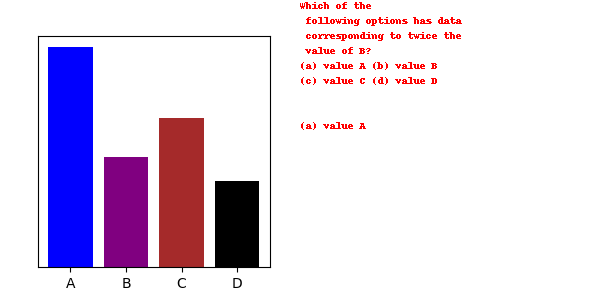 Which of the
following options has data
corresponding to twice the
value of B?
(a) value A (b) value B
(c) value C (d) value D
(a) value A
A B C D